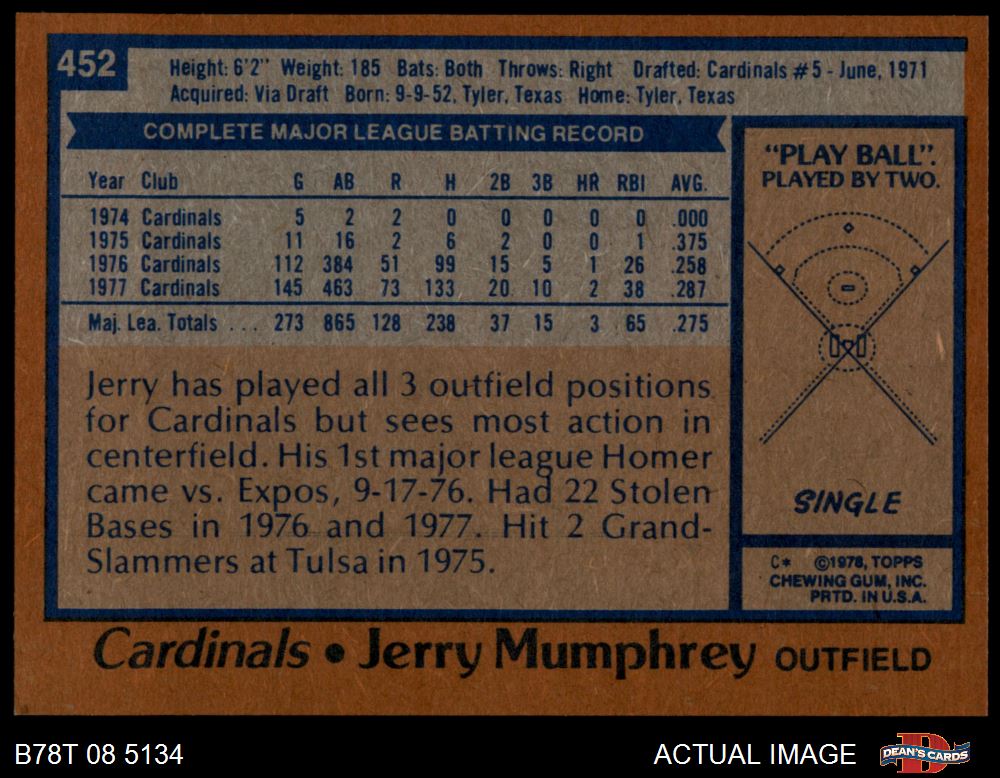 452
Height: 6'2" Weight: 185 Bats: Both Throws: Right Drafted: Cardinals #5 - June, 1971
Acquired: Via Draft Born: 9-9-52, Tyler, Texas Home: Tyler, Texas
COMPLETE MAJOR LEAGUE BATTING RECORD
Year Club G AB R H 2B 3B HR RBI AVG.
1974 Cardinals 5 2 2 0 0 0 0 0 .000
1975 Cardinals 11 16 2 6 2 0 0 1 .375
1976 Cardinals 112 384 51 99 15 5 1 26 .258
1977 Cardinals 145 463 73 133 20 10 2 38 .287
Maj. Lea. Totals . . . 273 865 128 238 37 15 3 65 .275
Jerry has played all 3 outfield positions
for Cardinals but sees most action in
centerfield. His 1st major league Homer
came vs. Expos, 9-17-76. Had 22 Stolen
Bases in 1976 and 1977. Hit 2 Grand-
Slammers at Tulsa in 1975.
"PLAY BALL".
PLAYED BY TWO.
SINGLE
C* ©1978, TOPPS
CHEWING GUM, INC.
PRTD. IN U.S.A.
Cardinals • Jerry Mumphrey OUTFIELD
B78T 08 5134
ACTUAL IMAGE
D
DEAN'S CARDS